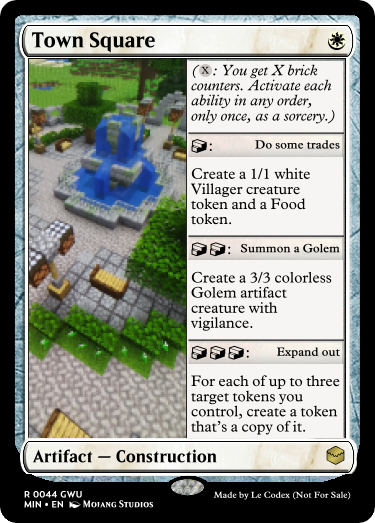 Town Square
(X: You get X brick
counters. Activate each
ability in any order,
only once, as a sorcery.)
: Do some trades
Create a 1/1 white
Villager creature
token and a Food
token.
: Summon a Golem
Create a 3/3 colorless
Golem artifact
creature with
vigilance.
: Expand out
For each of up to three
target tokens you
control, create a token
that's a copy of it.
Artifact — Construction
R 0044 GWU
MIN • EN Mojang Studios
Made by Le Codex (Not For Sale)